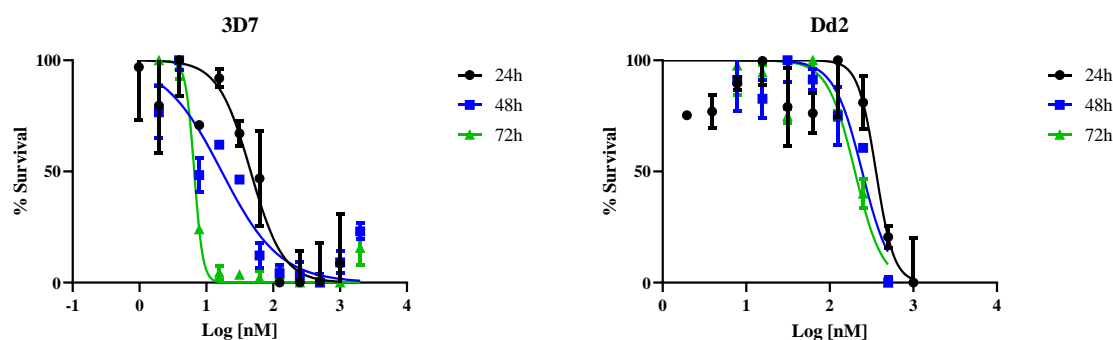 3D7
100
50
0
% Survival
-1 0 1 2 3 4
Log [nM]
24h
48h
72h
Dd2
100
50
0
% Survival
0 1 2 3 4
Log [nM]
24h
48h
72h